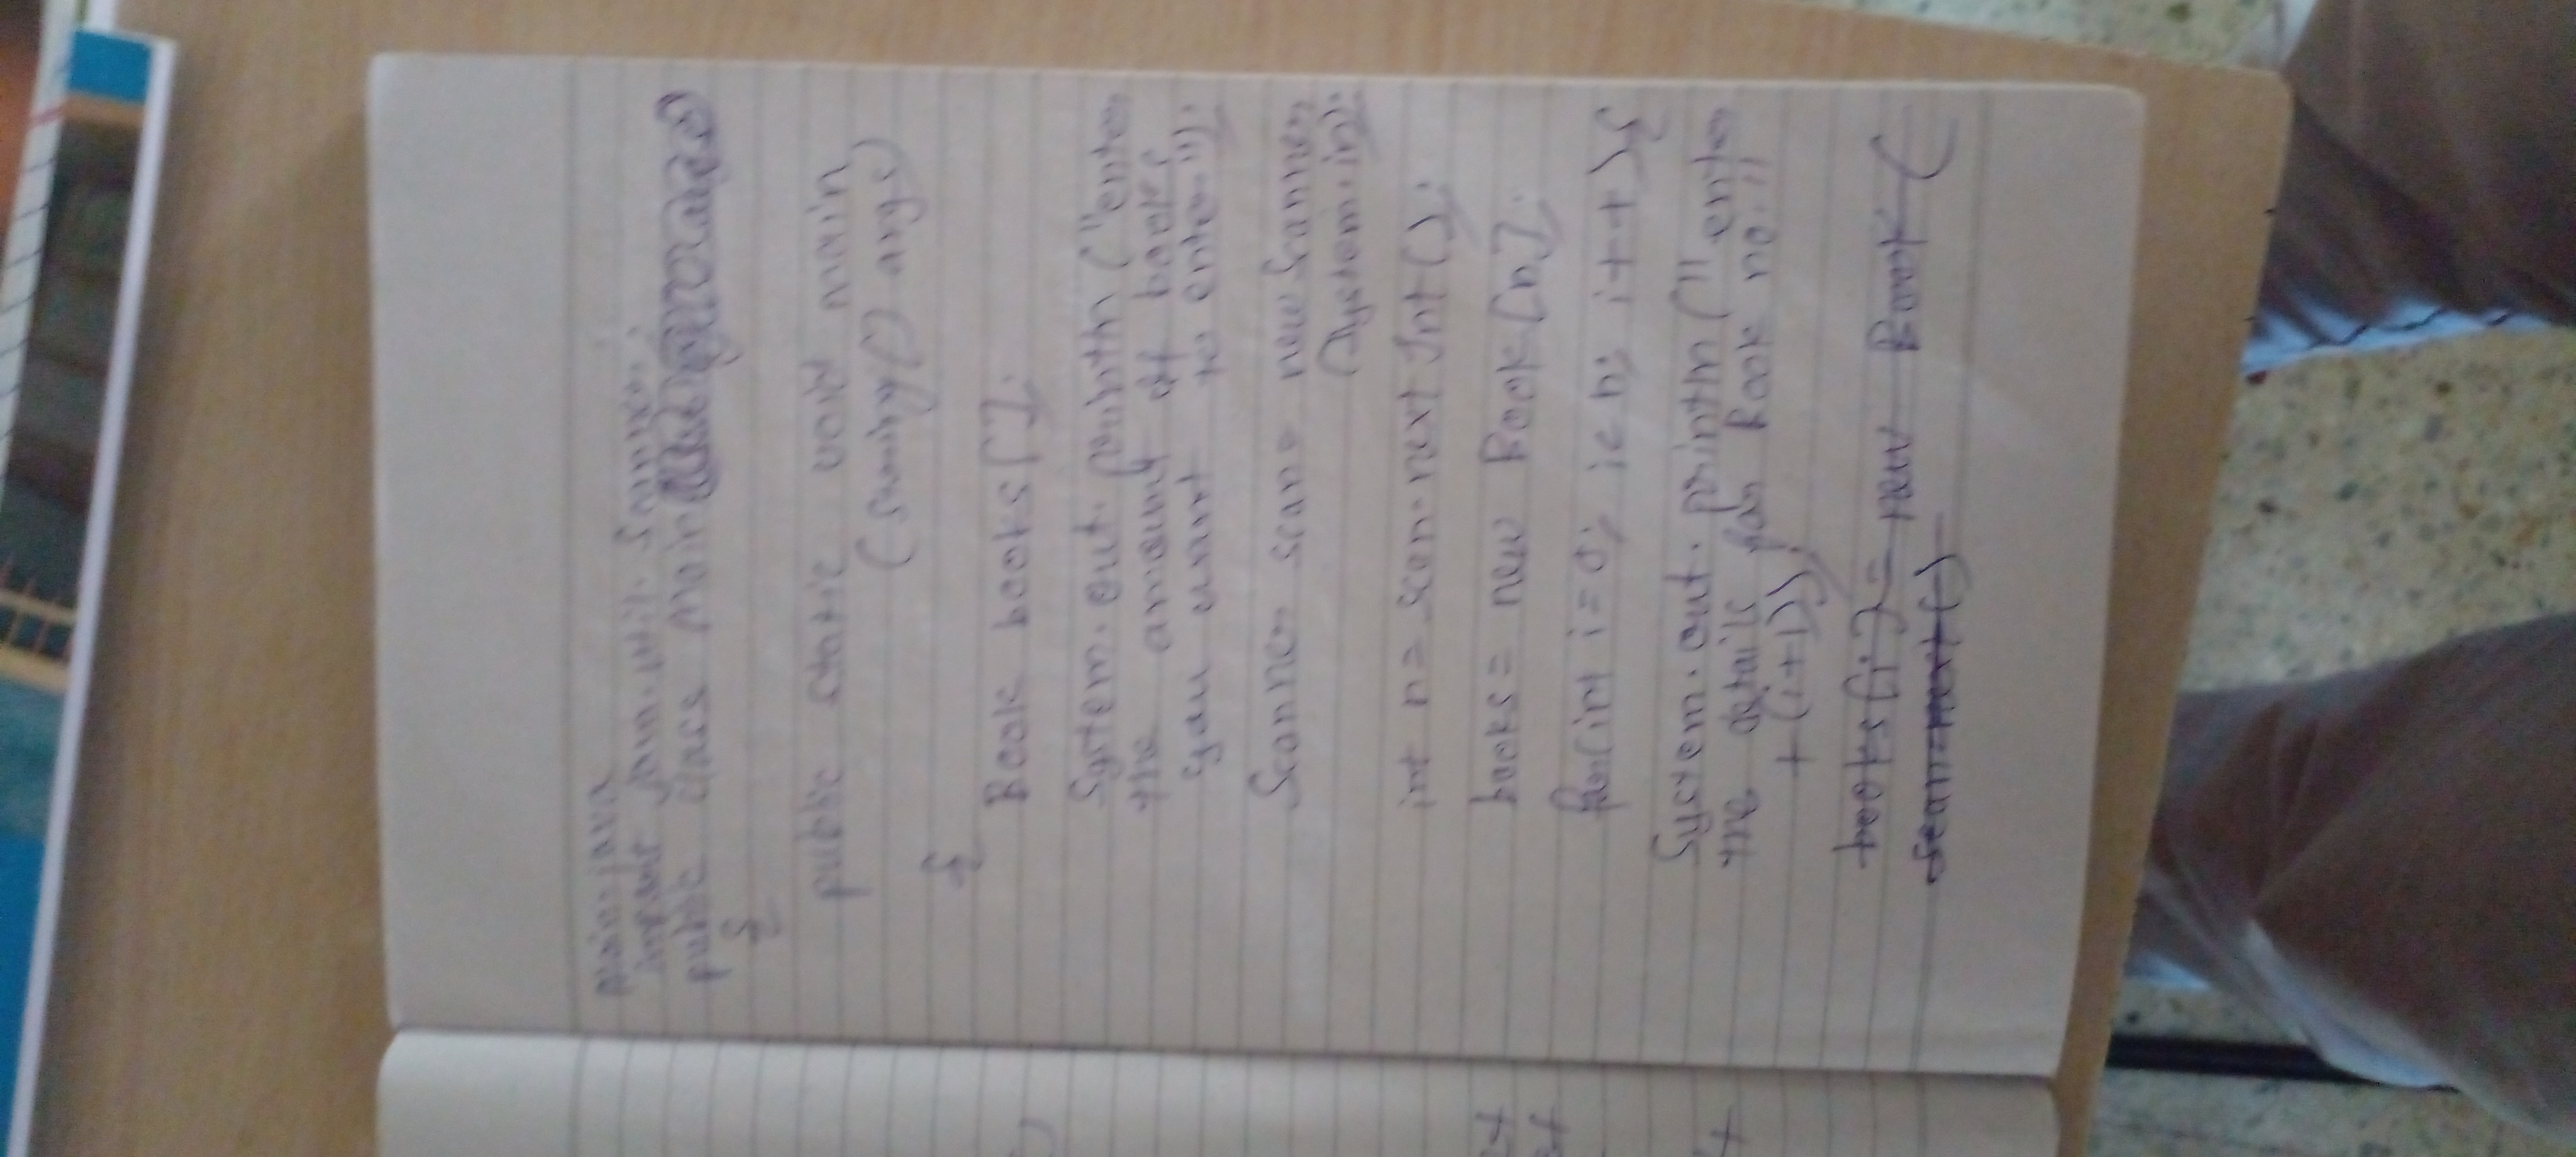 Main.java
import java.util.Scanner;
public class Main
{
public static void main
(String[] args)
{
Book books[];
System.out.println("enter
the amount of books
you want to enter");
Scanner scan = new Scanner
(System.in);
int n = scan.nextInt();
books = new Book[n];
for(int i=0; i<n; i++){
System.out.println("enter
the details for Book no."
+(i+1));
books[i] = new Book(
scan.next()